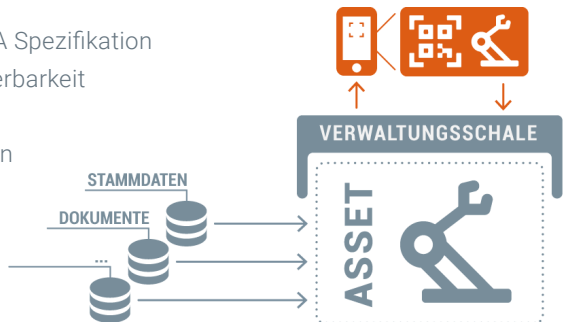 A Spezifikation
erbarkeit
n
VERWALTUNGSSCHALE
STAMMDATEN
DOKUMENTE
...
ASSET